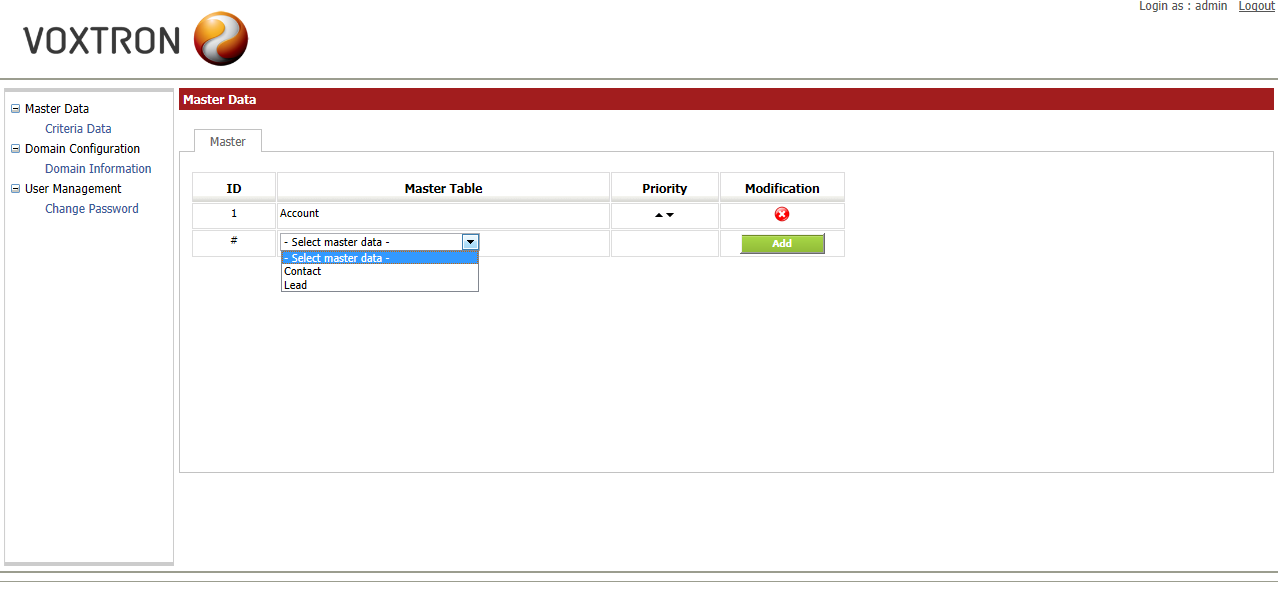 Login as : admin Logout
VOXTRON
Master Data
Criteria Data
Domain Configuration
Domain Information
User Management
Change Password
Master Data
Master
ID Master Table Priority Modification
1 Account
# - Select master data - Add
- Select master data -
Contact
Lead